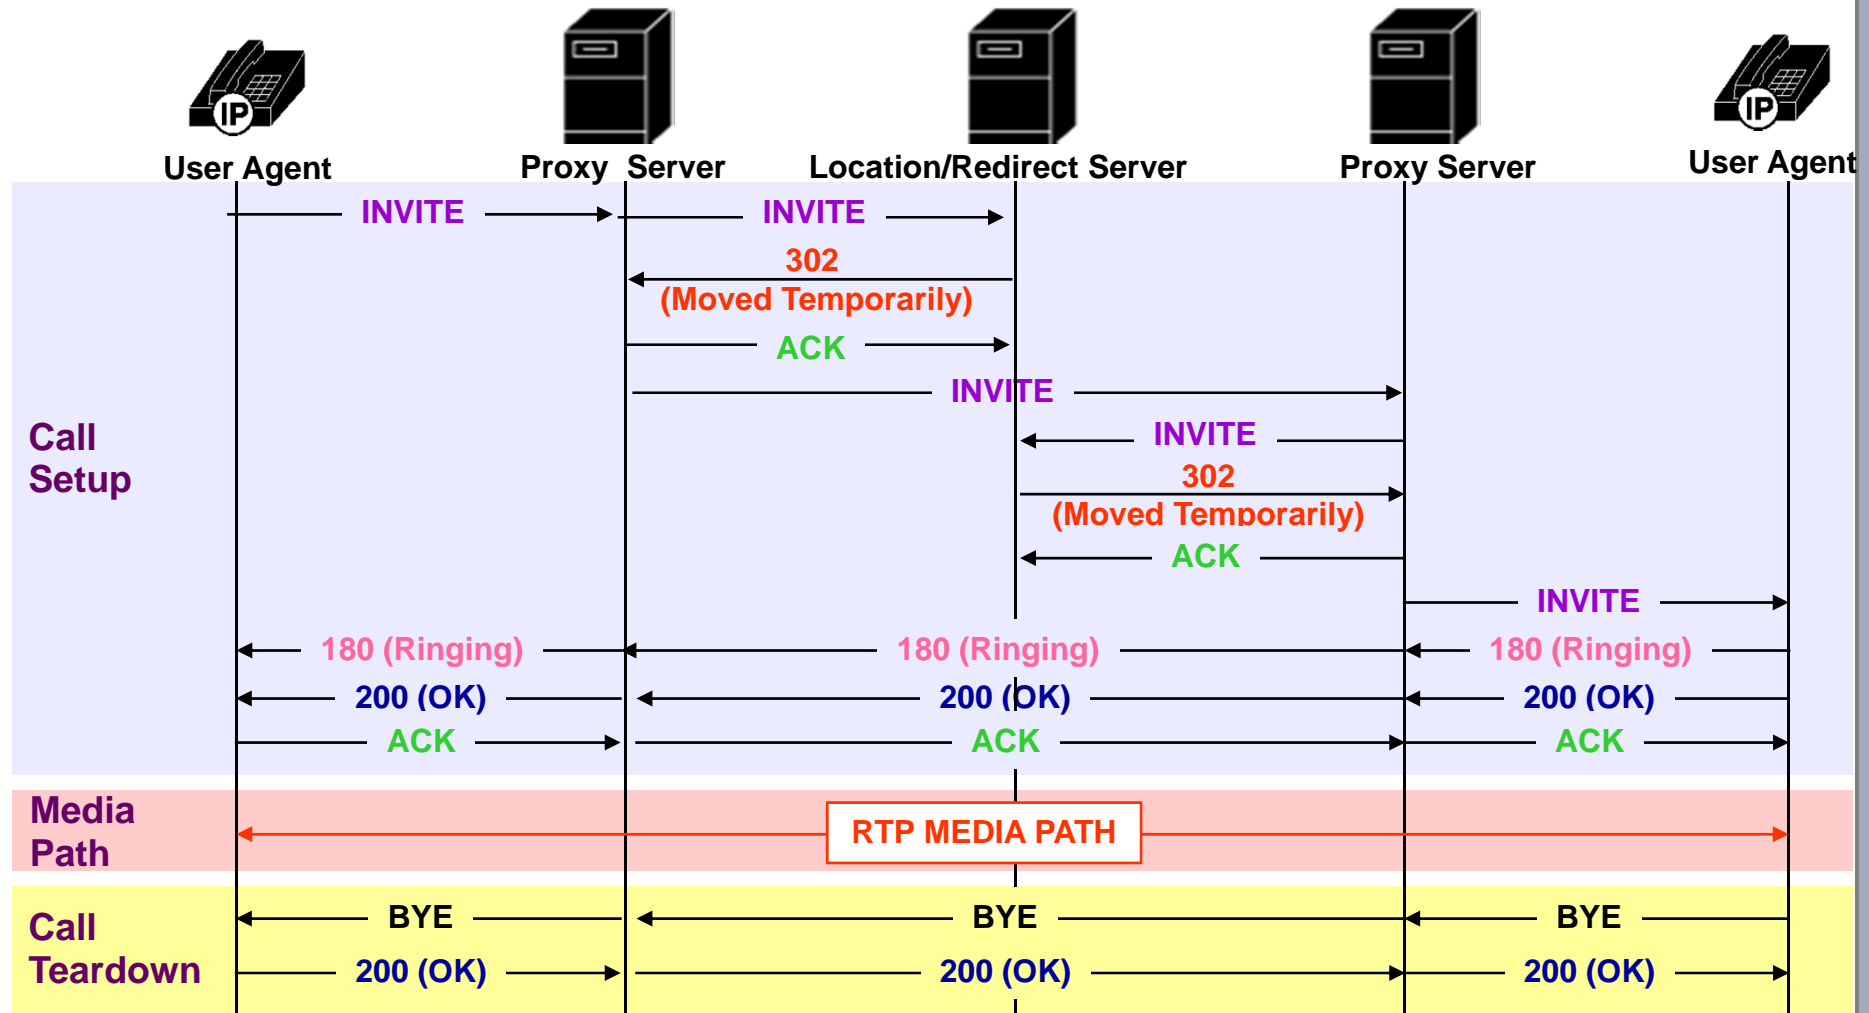 IP
IP
User Agent
Proxy Server
Location/Redirect Server
Proxy Server
User Agent
INVITE
INVITE
302
(Moved Temporarily)
ACK
INVITE
Call
Setup
INVITE
302
(Moved Temporarily)
ACK
INVITE
180 (Ringing)
180 (Ringing)
180 (Ringing)
200 (OK)
200 (OK)
200 (OK)
ACK
ACK
ACK
Media
Path
RTP MEDIA PATH
Call
Teardown
BYE
BYE
BYE
200 (OK)
200 (OK)
200 (OK)